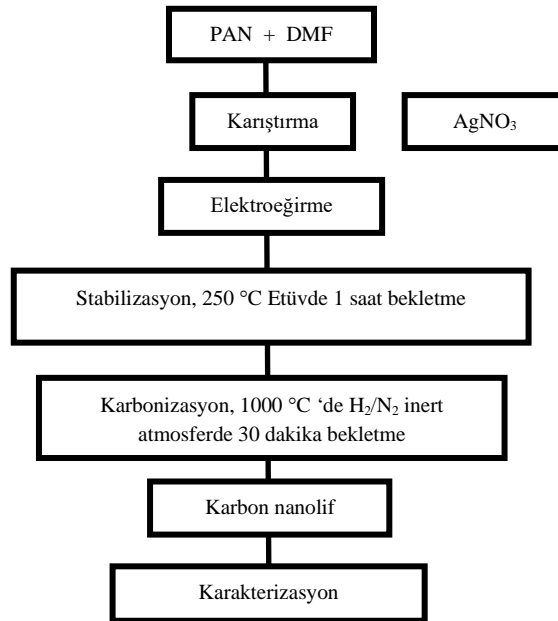 PAN + DMF
Karıştırma
AgNO₃
Elektroeğirme
Stabilizasyon, 250 °C Etüvde 1 saat bekletme
Karbonizasyon, 1000 °C ‘de H₂/N₂ inert
atmosferde 30 dakika bekletme
Karbon nanolif
Karakterizasyon